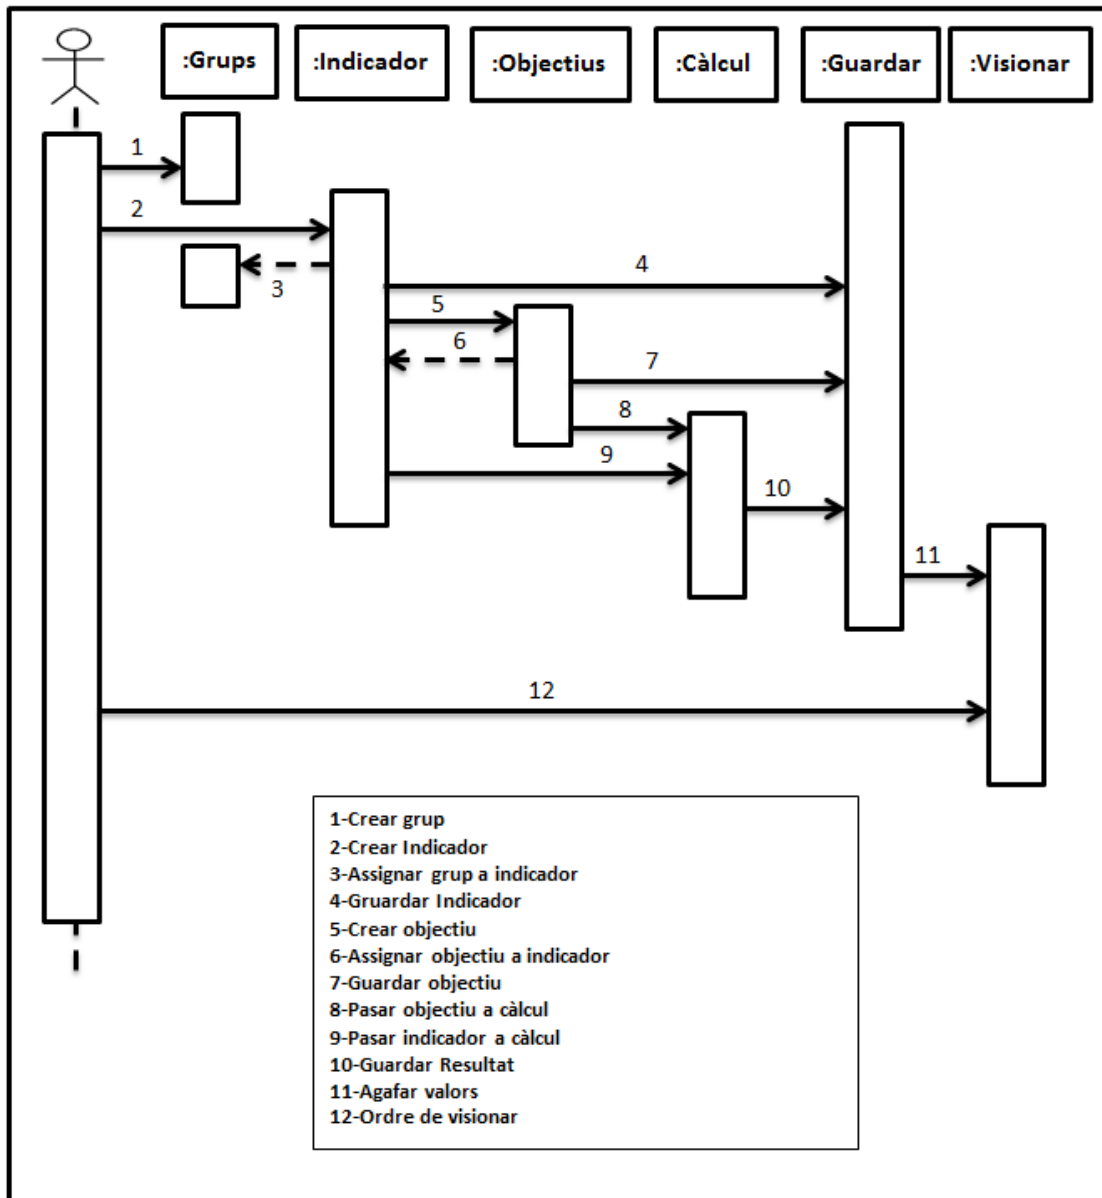 :Grups :Indicador :Objectius :Càlcul :Guardar :Visionar
1
2
3
4
5
6
7
8
9
10
11
12
1-Crear grup
2-Crear Indicador
3-Assignar grup a indicador
4-Gruardar Indicador
5-Crear objectiu
6-Assignar objectiu a indicador
7-Guardar objectiu
8-Pasar objectiu a càlcul
9-Pasar indicador a càlcul
10-Guardar Resultat
11-Agafar valors
12-Ordre de visionar